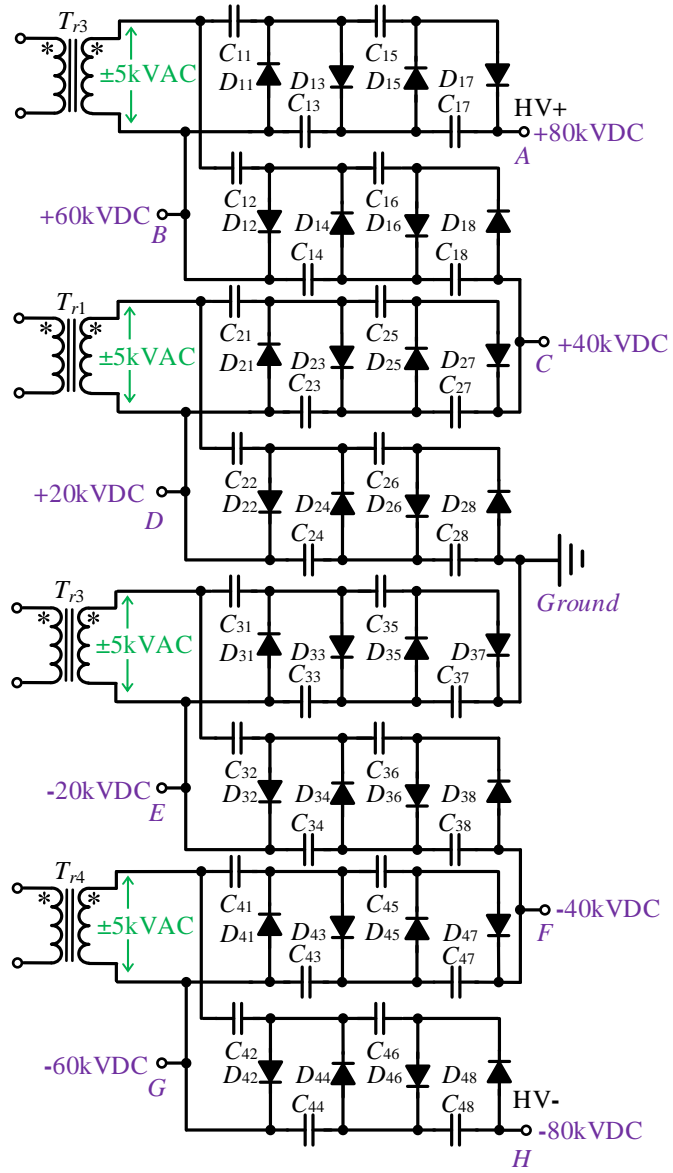 Tr3
* *
±5kVAC
C11 C15
D11 D13 D15 D17
C13 C17
HV+
+80kVDC
A
C12 C16
+60kVDC
B
D12 D14 D16 D18
C14 C18
Tr1
* *
±5kVAC
C21 C25
D21 D23 D25 D27
C23 C27
+40kVDC
C
C22 C26
+20kVDC
D
D22 D24 D26 D28
C24 C28
Ground
Tr3
* *
±5kVAC
C31 C35
D31 D33 D35 D37
C33 C37
C32 C36
-20kVDC
E
D32 D34 D36 D38
C34 C38
Tr4
* *
±5kVAC
C41 C45
D41 D43 D45 D47
C43 C47
-40kVDC
F
C42 C46
-60kVDC
G
D42 D44 D46 D48
C44 C48
HV-
-80kVDC
H